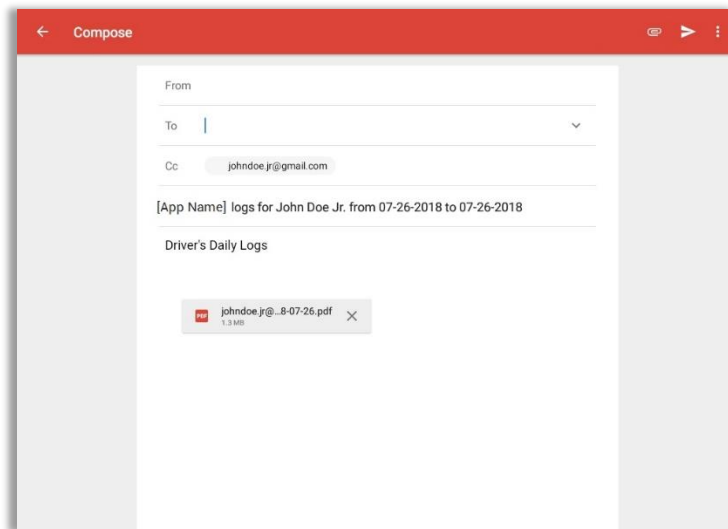 Compose
From
To
Cc johndoe.jr@gmail.com
[App Name] logs for John Doe Jr. from 07-26-2018 to 07-26-2018
Driver's Daily Logs
PDF johndoe.jr@...8-07-26.pdf
1.3 MB